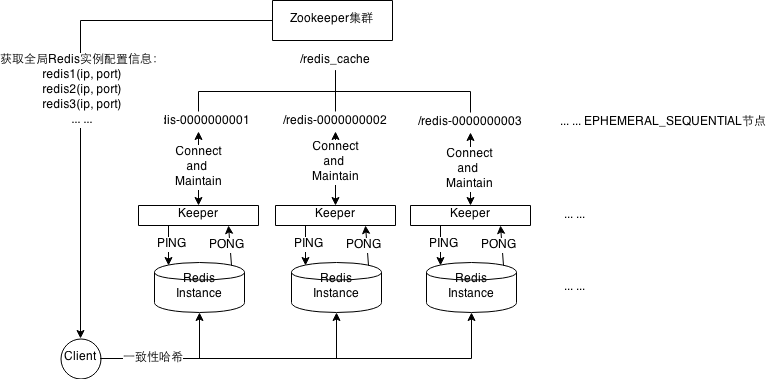 Zookeeper集群
获取全局Redis实例配置信息:
redis1(ip, port)
redis2(ip, port)
redis3(ip, port)
... ...
/redis_cache
dis-0000000001
/redis-0000000002
/redis-0000000003
... ... EPHEMERAL_SEQUENTIAL节点
Connect
and
Maintain
Connect
and
Maintain
Connect
and
Maintain
Keeper
Keeper
Keeper
... ...
PING
PONG
PING
PONG
PING
PONG
Redis
Instance
Redis
Instance
Redis
Instance
... ...
Client
一致性哈希